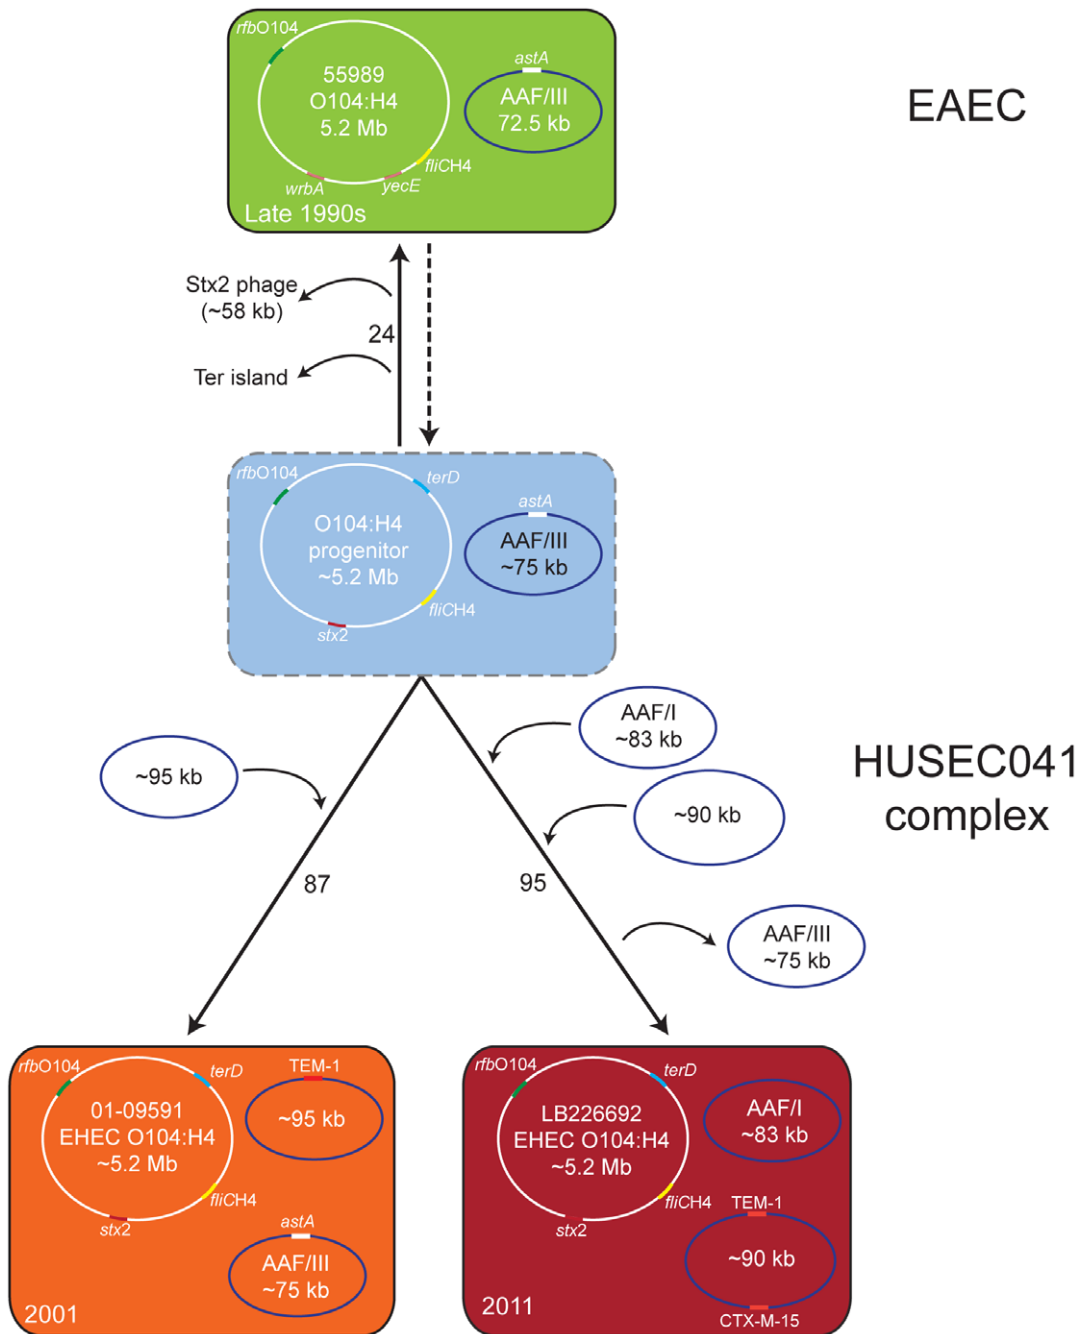 rfbO104
55989
O104:H4
5.2 Mb
astA
AAF/III
72.5 kb
fliCH4
wrbA
yecE
Late 1990s
EAEC
Stx2 phage
(~58 kb)
24
Ter island
rfbO104
terD
O104:H4
progenitor
~5.2 Mb
astA
AAF/III
~75 kb
fliCH4
stx2
AAF/I
~83 kb
~95 kb
~90 kb
HUSEC041
complex
87
95
AAF/III
~75 kb
rfbO104
terD
01-09591
EHEC O104:H4
~5.2 Mb
TEM-1
~95 kb
fliCH4
stx2
astA
AAF/III
~75 kb
2001
rfbO104
terD
LB226692
EHEC O104:H4
~5.2 Mb
AAF/I
~83 kb
fliCH4
stx2
TEM-1
~90 kb
CTX-M-15
2011